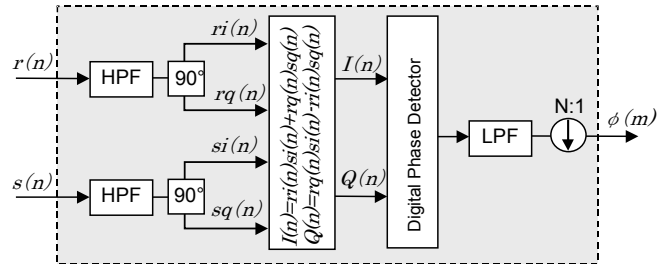 r(n)
HPF
90°
ri(n)
rq(n)
s(n)
HPF
90°
si(n)
sq(n)
I(n)=ri(n)si(n)+rq(n)sq(n)
Q(n)=rq(n)si(n)-ri(n)sq(n)
I(n)
Q(n)
Digital Phase Detector
LPF
N:1
ϕ(m)